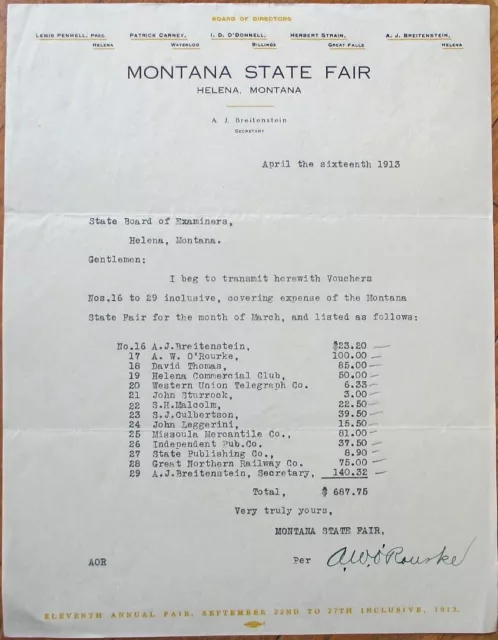 BOARD OF DIRECTORS
LEWIS PENWELL, PRES. PATRICK CARNEY, I. D. O'DONNELL, HERBERT STRAIN, A. J. BREITENSTEIN,
HELENA WATERLOO BILLINGS GREAT FALLS HELENA
MONTANA STATE FAIR
HELENA, MONTANA
A. J. Breitenstein
SECRETARY
April the sixteenth 1913
State Board of Examiners,
Helena, Montana.
Gentlemen:
I beg to transmit herewith Vouchers
Nos.16 to 29 inclusive, covering expense of the Montana
State Fair for the month of March, and listed as follows:
No.16 A.J.Breitenstein, $23.20
17 A. W. O'Rourke, 100.00
18 David Thomas, 85.00
19 Helena Commercial Club, 50.00
20 Western Union Telegraph Co. 6.33
21 John Sturrock, 3.00
22 S.H.Malcolm, 22.50
23 S.J.Culbertson, 39.50
24 John Leggerini, 15.50
25 Missoula Mercantile Co., 81.00
26 Independent Pub.Co. 37.50
27 State Publishing Co., 8.90
28 Great Northern Railway Co. 75.00
29 A.J.Breitenstein, Secretary, 140.32
Total, $ 687.75
Very truly yours,
MONTANA STATE FAIR,
AOR Per A.W.O'Rourke
ELEVENTH ANNUAL FAIR, SEPTEMBER 22ND TO 27TH INCLUSIVE, 1913.